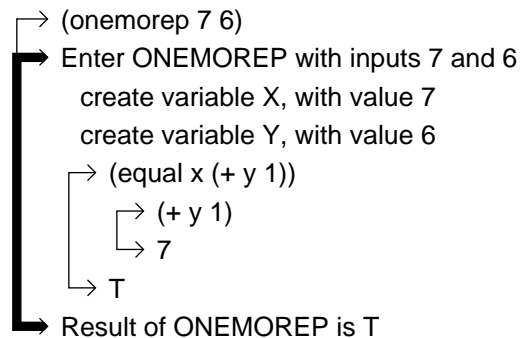 (onemorep 7 6)
Enter ONEMOREP with inputs 7 and 6
create variable X, with value 7
create variable Y, with value 6
(equal x (+ y 1))
(+ y 1)
7
T
Result of ONEMOREP is T